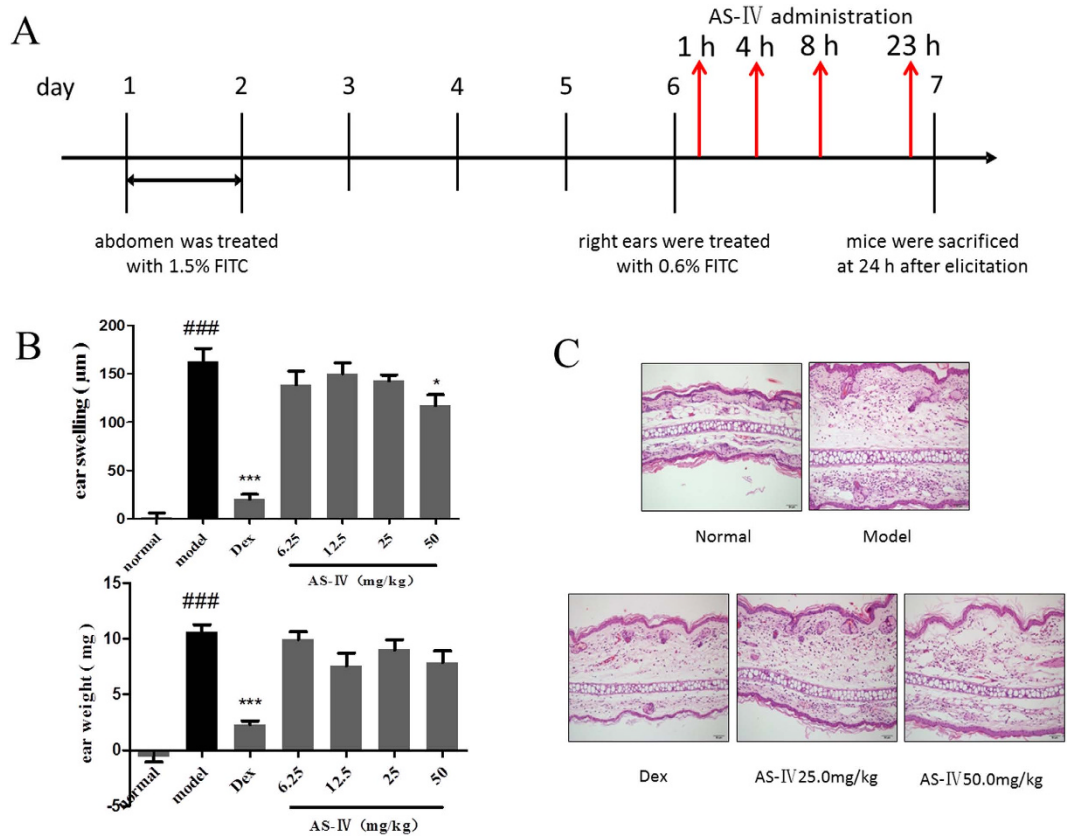 A
AS-Ⅳ administration
1 h 4 h 8 h 23 h
day 1 2 3 4 5 6 7
abdomen was treated
with 1.5% FITC
right ears were treated
with 0.6% FITC
mice were sacrificed
at 24 h after elicitation
B
ear swelling ( μm )
200
150
100
50
0
###
***
*
normal model Dex 6.25 12.5 25 50
AS-IV (mg/kg)
ear weight ( mg )
15
10
5
0
-5
###
***
normal model Dex 6.25 12.5 25 50
AS-IV (mg/kg)
C
Normal Model
Dex AS-Ⅳ25.0mg/kg AS-Ⅳ50.0mg/kg